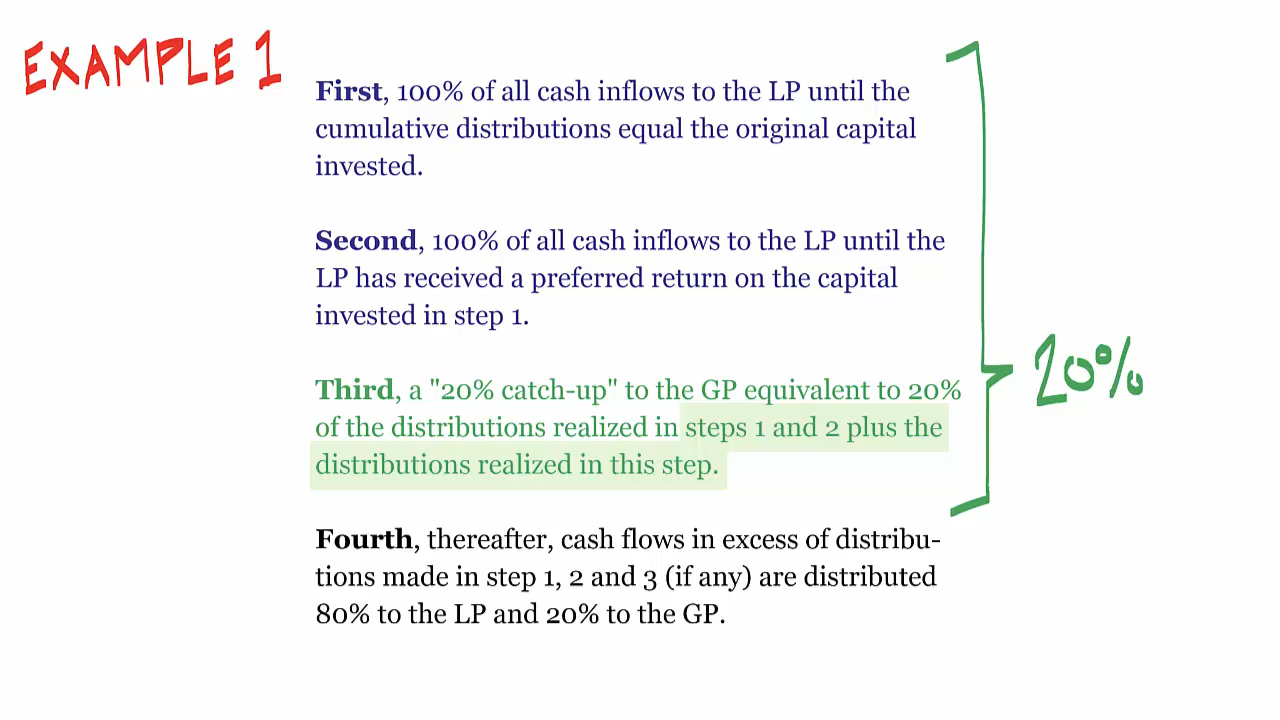 EXAMPLE 1
First, 100% of all cash inflows to the LP until the
cumulative distributions equal the original capital
invested.
Second, 100% of all cash inflows to the LP until the
LP has received a preferred return on the capital
invested in step 1.
Third, a "20% catch-up" to the GP equivalent to 20%
of the distributions realized in steps 1 and 2 plus the
distributions realized in this step.
20%
Fourth, thereafter, cash flows in excess of distribu-
tions made in step 1, 2 and 3 (if any) are distributed
80% to the LP and 20% to the GP.